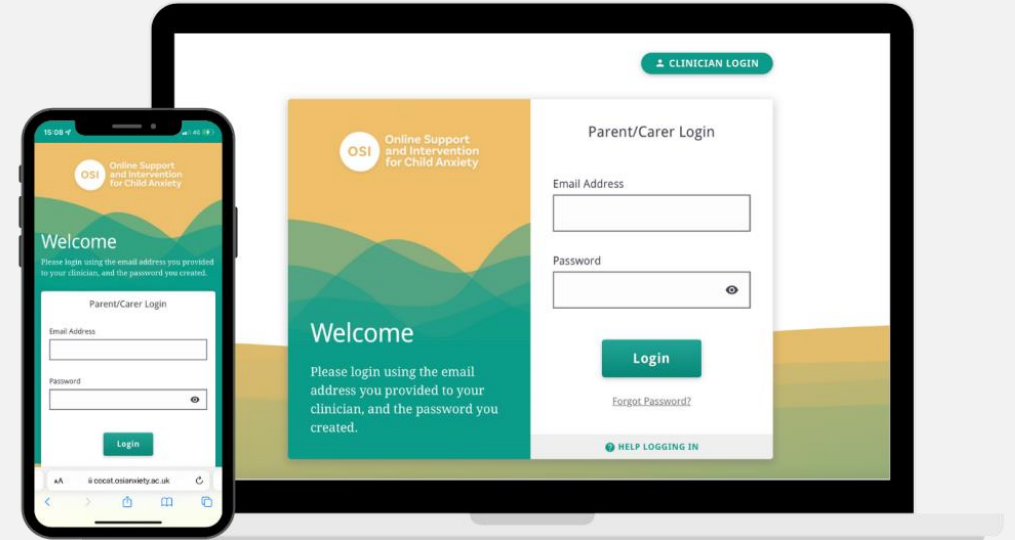 15:08
4G
OSI
Online Support
and Intervention
for Child Anxiety
Welcome
Please login using the email address you provided
to your clinician, and the password you created.
Parent/Carer Login
Email Address
Password
Login
AA
cocat.osianxiety.ac.uk
CLINICIAN LOGIN
OSI
Online Support
and Intervention
for Child Anxiety
Welcome
Please login using the email
address you provided to your
clinician, and the password you
created.
Parent/Carer Login
Email Address
Password
Login
Forgot Password?
HELP LOGGING IN